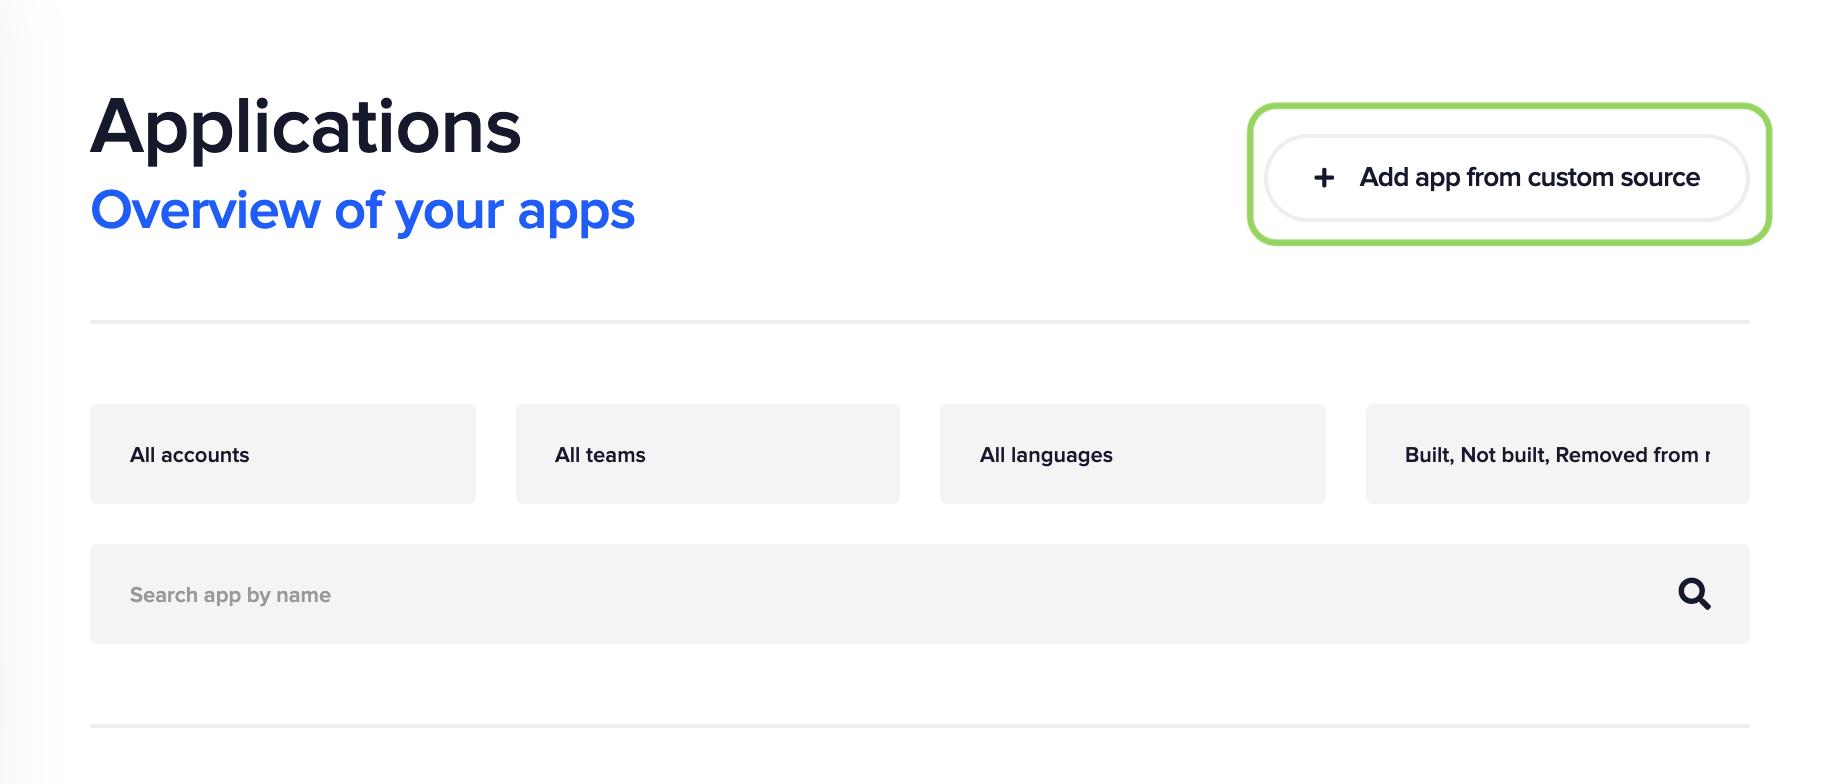 Applications
Overview of your apps
+ Add app from custom source
All accounts
All teams
All languages
Built, Not built, Removed from
Search app by name